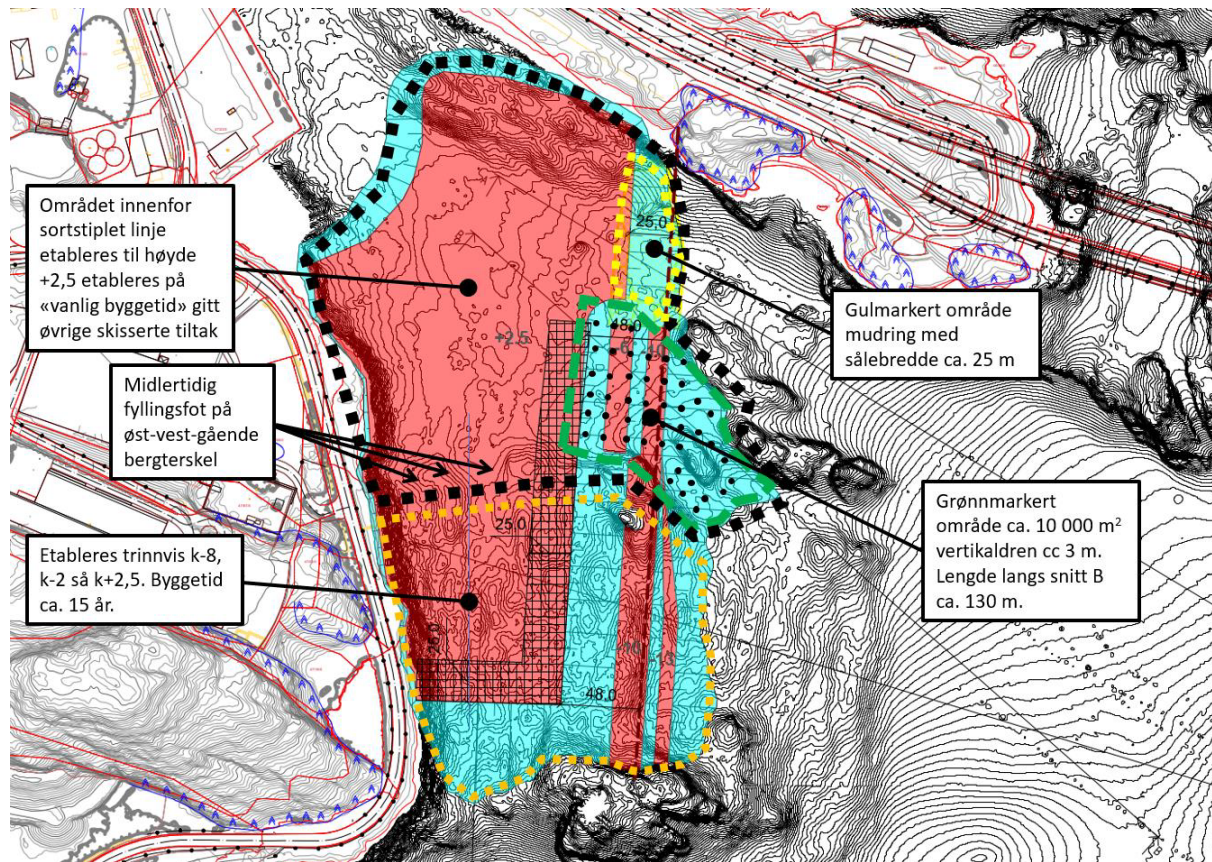 Området innenfor
sortstiplet linje
etableres til høyde
+2,5 etableres på
«vanlig byggetid» gitt
øvrige skisserte tiltak
Midlertidig
fyllingsfot på
øst-vest-gående
bergterskel
Etableres trinnvis k-8,
k-2 så k+2,5. Byggetid
ca. 15 år.
25.0
Gulmarkert område
mudring med
sålebredde ca. 25 m
48.0
+2.5
Grønnmarkert
område ca. 10 000 m²
vertikaldren cc 3 m.
Lengde langs snitt B
ca. 130 m.
25.0
48.0